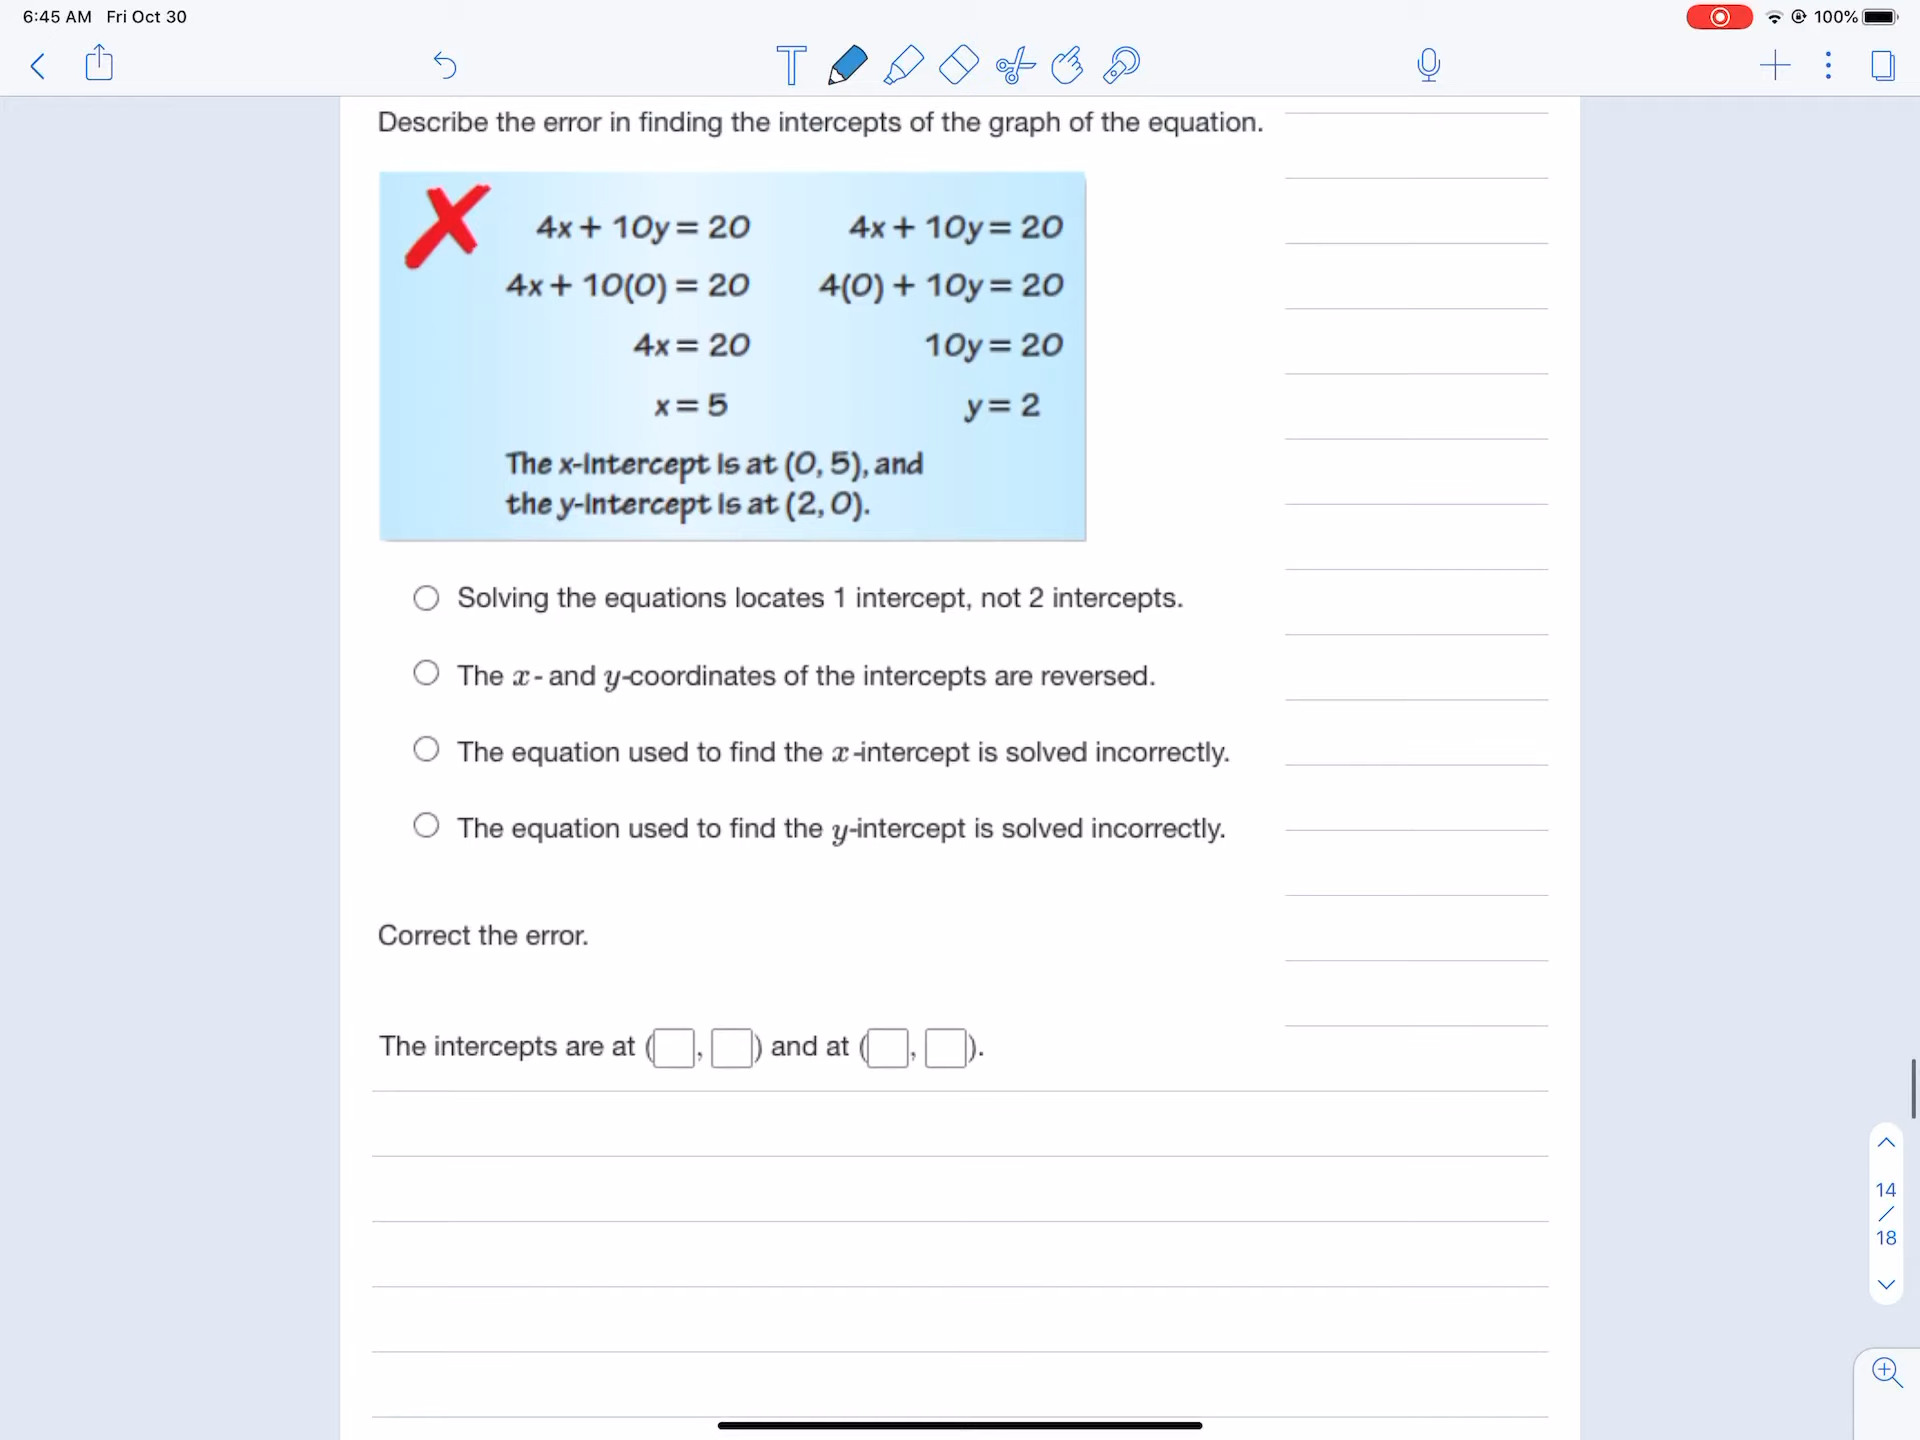 6:45 AM Fri Oct 30
100%
T
Describe the error in finding the intercepts of the graph of the equation.
4x + 10y = 20 4x + 10y = 20
4x + 10(0) = 20 4(0) + 10y = 20
4x = 20 10y = 20
x = 5 y = 2
The x-intercept is at (0, 5), and
the y-intercept is at (2, 0).
Solving the equations locates 1 intercept, not 2 intercepts.
The x- and y-coordinates of the intercepts are reversed.
The equation used to find the x-intercept is solved incorrectly.
The equation used to find the y-intercept is solved incorrectly.
Correct the error.
The intercepts are at ( , ) and at ( , ).
14
/
18